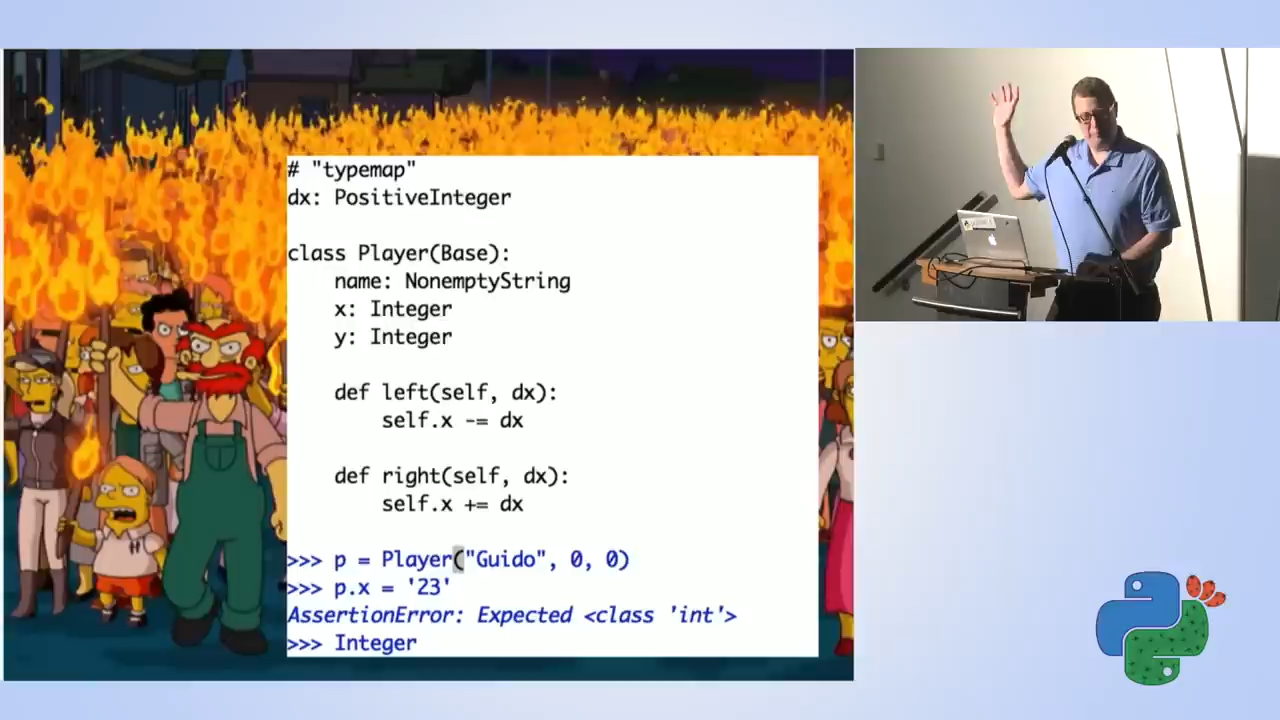 # "typemap"
dx: PositiveInteger
class Player(Base):
name: NonemptyString
x: Integer
y: Integer
def left(self, dx):
self.x -= dx
def right(self, dx):
self.x += dx
>>> p = Player("Guido", 0, 0)
>>> p.x = '23'
AssertionError: Expected <class 'int'>
>>> Integer